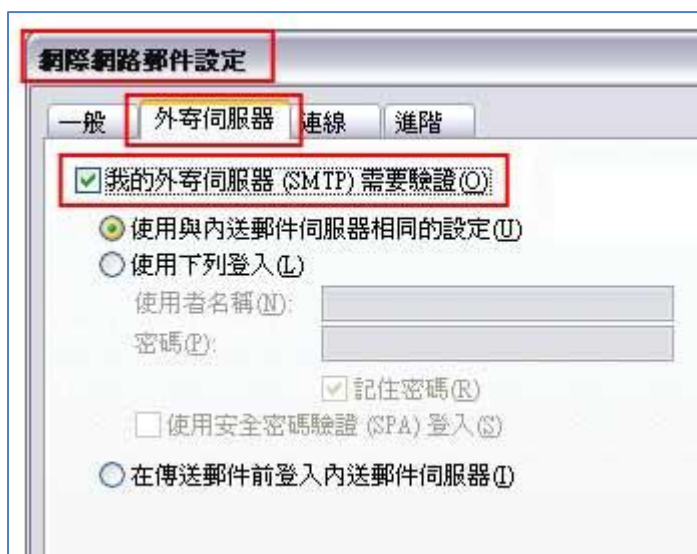 網際網路郵件設定
一般 外寄伺服器 連線 進階
我的外寄伺服器 (SMTP) 需要驗證(O)
使用與內送郵件伺服器相同的設定(U)
使用下列登入(L)
使用者名稱(N):
密碼(P):
記住密碼(R)
使用安全密碼驗證 (SPA) 登入(S)
在傳送郵件前登入內送郵件伺服器(I)